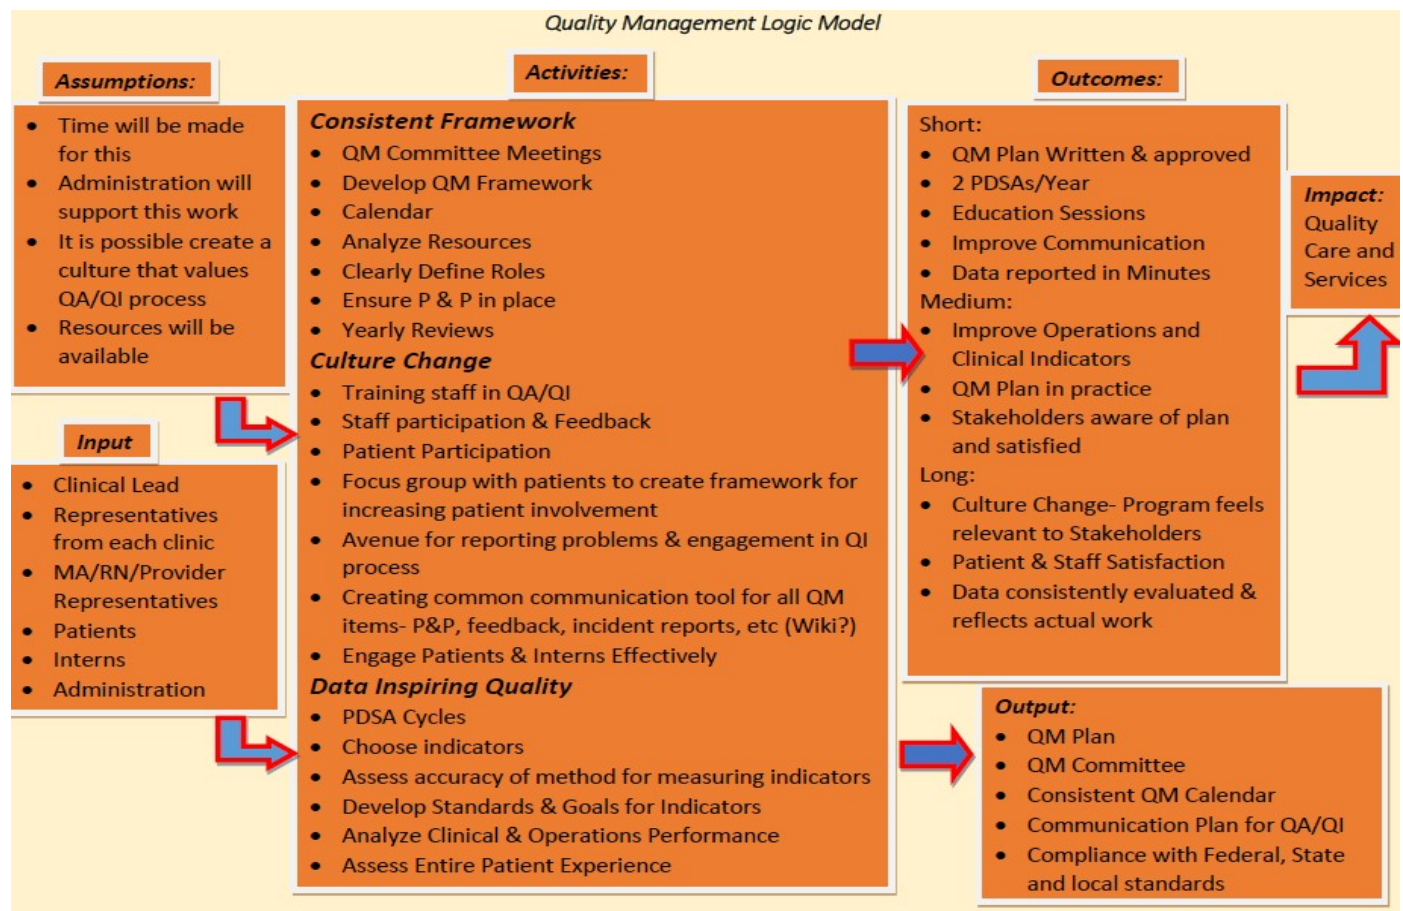 Quality Management Logic Model
Assumptions:
• Time will be made
for this
• Administration will
support this work
• It is possible create a
culture that values
QA/QI process
• Resources will be
available
Input
• Clinical Lead
• Representatives
from each clinic
• MA/RN/Provider
Representatives
• Patients
• Interns
• Administration
Activities:
Consistent Framework
• QM Committee Meetings
• Develop QM Framework
• Calendar
• Analyze Resources
• Clearly Define Roles
• Ensure P & P in place
• Yearly Reviews
Culture Change
• Training staff in QA/QI
• Staff participation & Feedback
• Patient Participation
• Focus group with patients to create framework for
increasing patient involvement
• Avenue for reporting problems & engagement in QI
process
• Creating common communication tool for all QM
items- P&P, feedback, incident reports, etc (Wiki?)
• Engage Patients & Interns Effectively
Data Inspiring Quality
• PDSA Cycles
• Choose indicators
• Assess accuracy of method for measuring indicators
• Develop Standards & Goals for Indicators
• Analyze Clinical & Operations Performance
• Assess Entire Patient Experience
Outcomes:
Short:
• QM Plan Written & approved
• 2 PDSAs/Year
• Education Sessions
• Improve Communication
• Data reported in Minutes
Medium:
• Improve Operations and
Clinical Indicators
• QM Plan in practice
• Stakeholders aware of plan
and satisfied
Long:
• Culture Change- Program feels
relevant to Stakeholders
• Patient & Staff Satisfaction
• Data consistently evaluated &
reflects actual work
Impact:
Quality
Care and
Services
Output:
• QM Plan
• QM Committee
• Consistent QM Calendar
• Communication Plan for QA/QI
• Compliance with Federal, State
and local standards